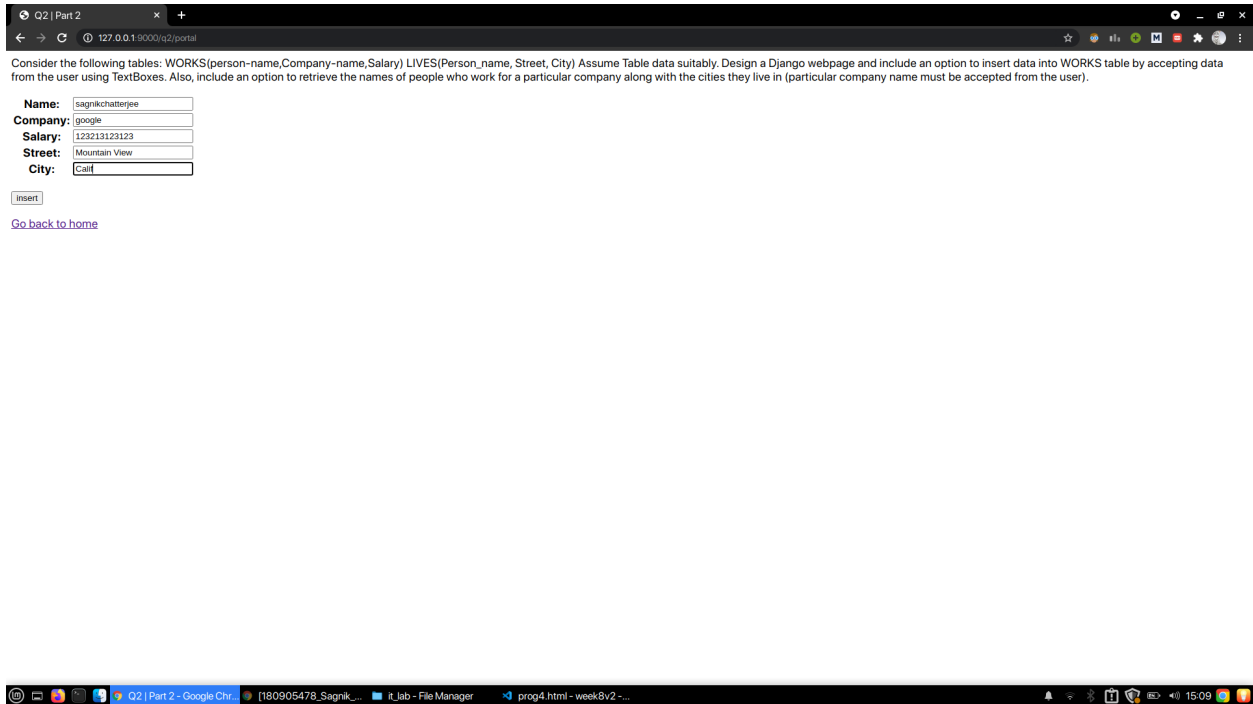 Q2 | Part 2
127.0.0.1:9000/q2/portal
Consider the following tables: WORKS(person-name,Company-name,Salary) LIVES(Person_name, Street, City) Assume Table data suitably. Design a Django webpage and include an option to insert data into WORKS table by accepting data
from the user using TextBoxes. Also, include an option to retrieve the names of people who work for a particular company along with the cities they live in (particular company name must be accepted from the user).
Name: sagnikchatterjee
Company: google
Salary: 123213123123
Street: Mountain View
City: Calif
insert
Go back to home
Q2 | Part 2 - Google Chr... [180905478_Sagnik_... it_lab - File Manager prog4.html - week8v2 -... 15:09